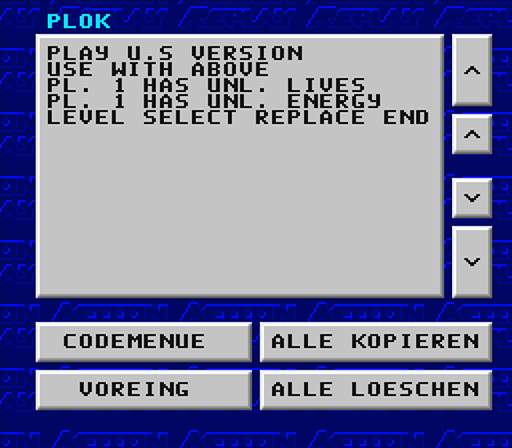 PLOK
PLAY U.S VERSION
USE WITH ABOVE
PL. 1 HAS UNL. LIVES
PL. 1 HAS UNL. ENERGY
LEVEL SELECT REPLACE END
CODEMENUE
ALLE KOPIEREN
VOREING
ALLE LOESCHEN